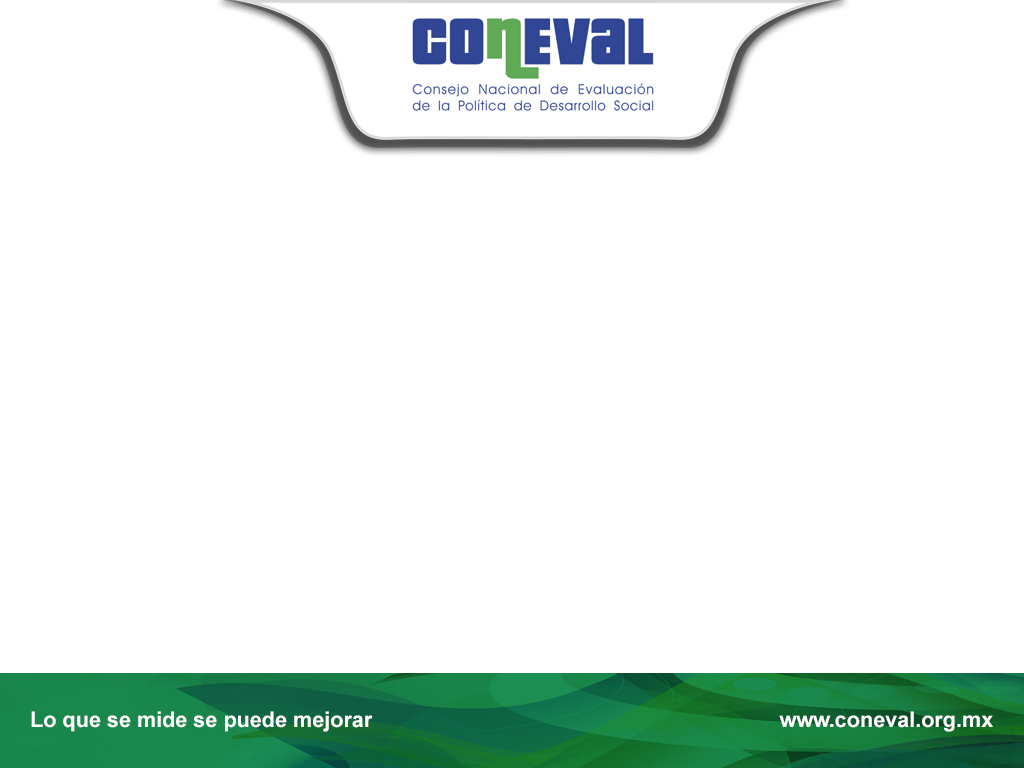 CONEVAL
Consejo Nacional de Evaluación
de la Política de Desarrollo Social
Lo que se mide se puede mejorar
www.coneval.org.mx